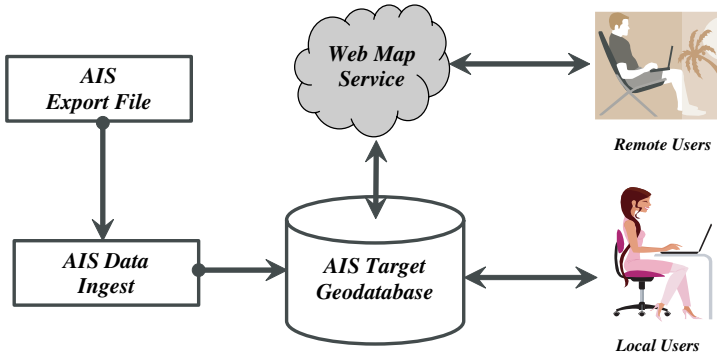 AIS
Export File
Web Map
Service
Remote Users
AIS Data
Ingest
AIS Target
Geodatabase
Local Users